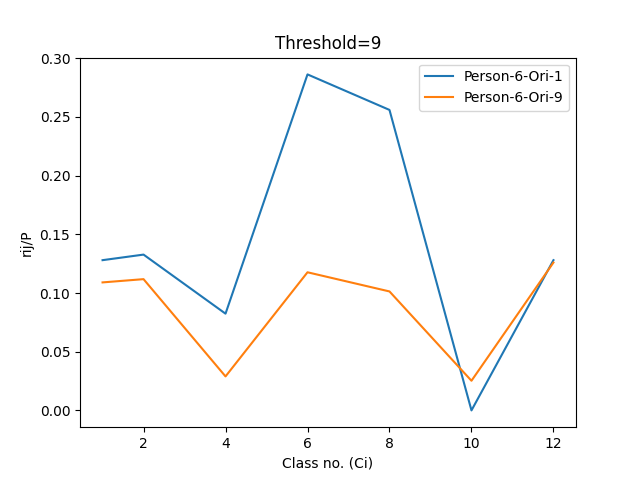 Threshold=9
Person-6-Ori-1
Person-6-Ori-9
rij/P
0.30
0.25
0.20
0.15
0.10
0.05
0.00
2 4 6 8 10 12
Class no. (Ci)